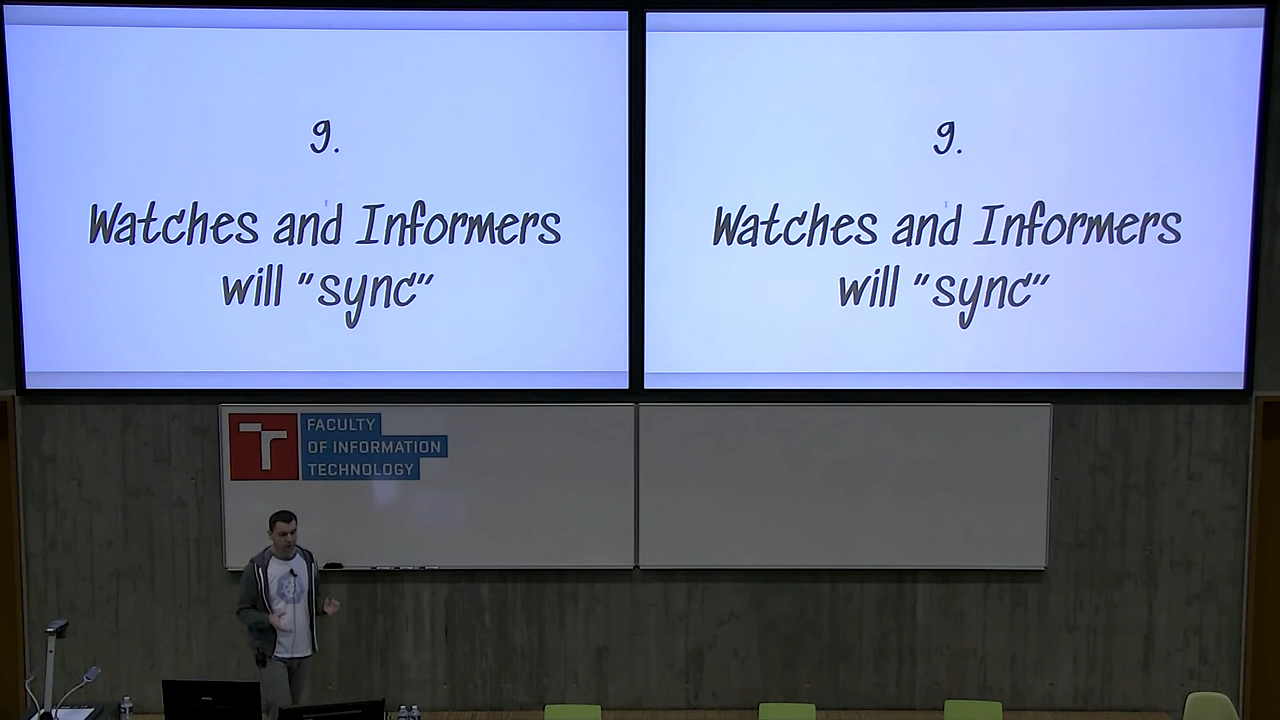 9.
Watches and Informers
will "sync"
9.
Watches and Informers
will "sync"
FACULTY
OF INFORMATION
TECHNOLOGY